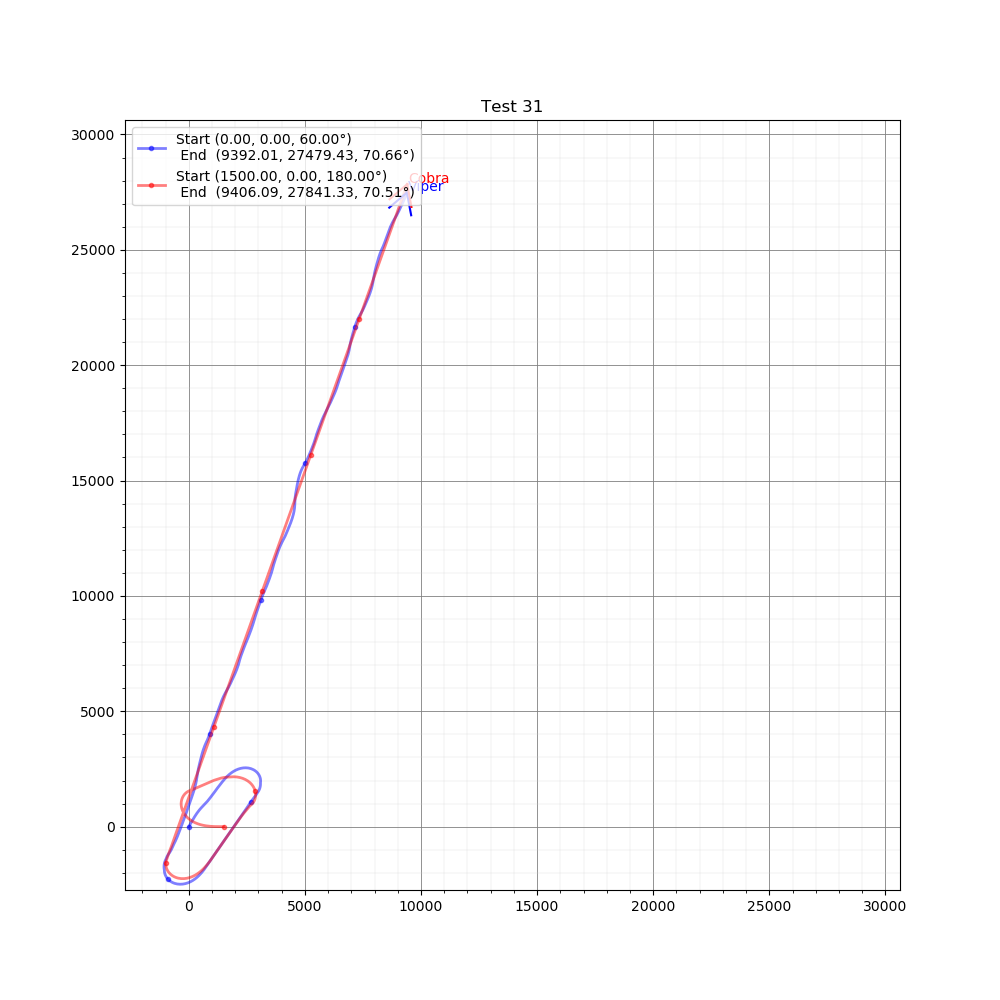 Test 31
Start (0.00, 0.00, 60.00°)
End (9392.01, 27479.43, 70.66°)
Start (1500.00, 0.00, 180.00°)
End (9406.09, 27841.33, 70.51°)
Cobra
Viper
30000
25000
20000
15000
10000
5000
0
0 5000 10000 15000 20000 25000 30000